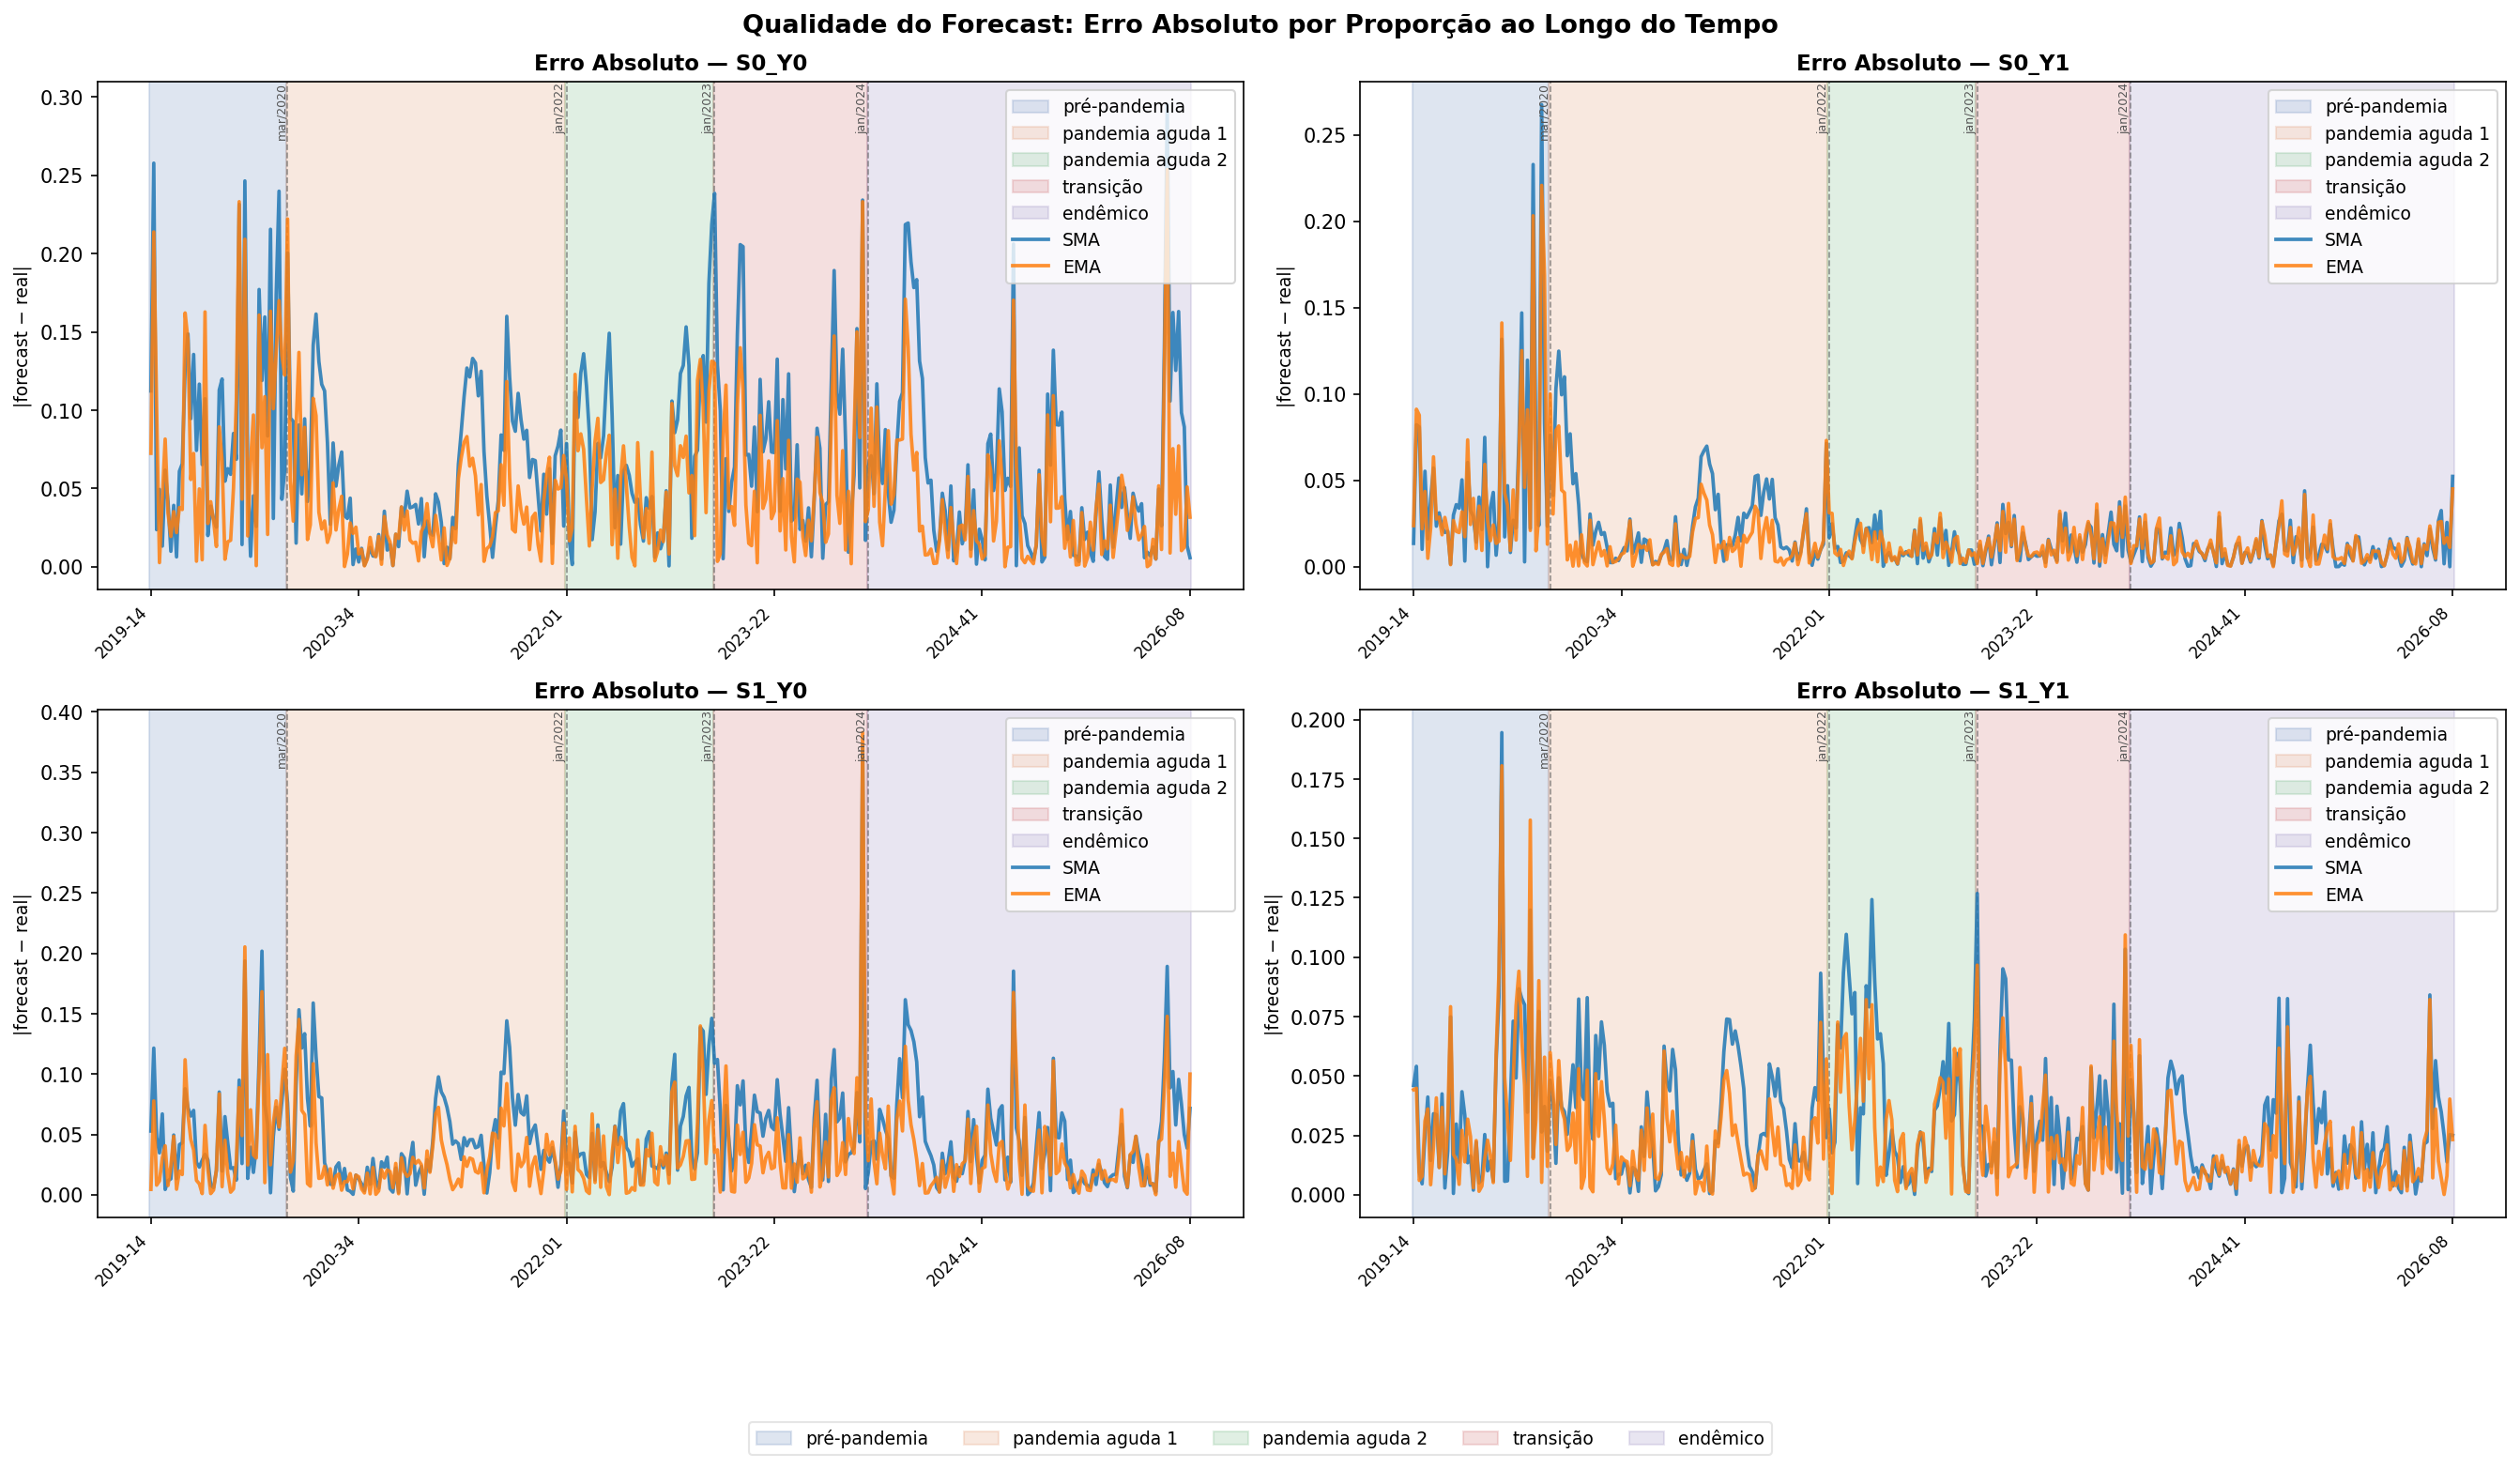 Qualidade do Forecast: Erro Absoluto por Proporção ao Longo do Tempo
Erro Absoluto — S0_Y0
|forecast − real|
0.30
0.25
0.20
0.15
0.10
0.05
0.00
mar/2020
jan/2022
jan/2023
jan/2024
pré-pandemia
pandemia aguda 1
pandemia aguda 2
transição
endêmico
SMA
EMA
2019-14
2020-34
2022-01
2023-22
2024-41
2026-08
Erro Absoluto — S0_Y1
|forecast − real|
0.25
0.20
0.15
0.10
0.05
0.00
mar/2020
jan/2022
jan/2023
jan/2024
pré-pandemia
pandemia aguda 1
pandemia aguda 2
transição
endêmico
SMA
EMA
2019-14
2020-34
2022-01
2023-22
2024-41
2026-08
Erro Absoluto — S1_Y0
|forecast − real|
0.40
0.35
0.30
0.25
0.20
0.15
0.10
0.05
0.00
mar/2020
jan/2022
jan/2023
jan/2024
pré-pandemia
pandemia aguda 1
pandemia aguda 2
transição
endêmico
SMA
EMA
2019-14
2020-34
2022-01
2023-22
2024-41
2026-08
Erro Absoluto — S1_Y1
|forecast − real|
0.200
0.175
0.150
0.125
0.100
0.075
0.050
0.025
0.000
mar/2020
jan/2022
jan/2023
jan/2024
pré-pandemia
pandemia aguda 1
pandemia aguda 2
transição
endêmico
SMA
EMA
2019-14
2020-34
2022-01
2023-22
2024-41
2026-08
pré-pandemia pandemia aguda 1 pandemia aguda 2 transição endêmico